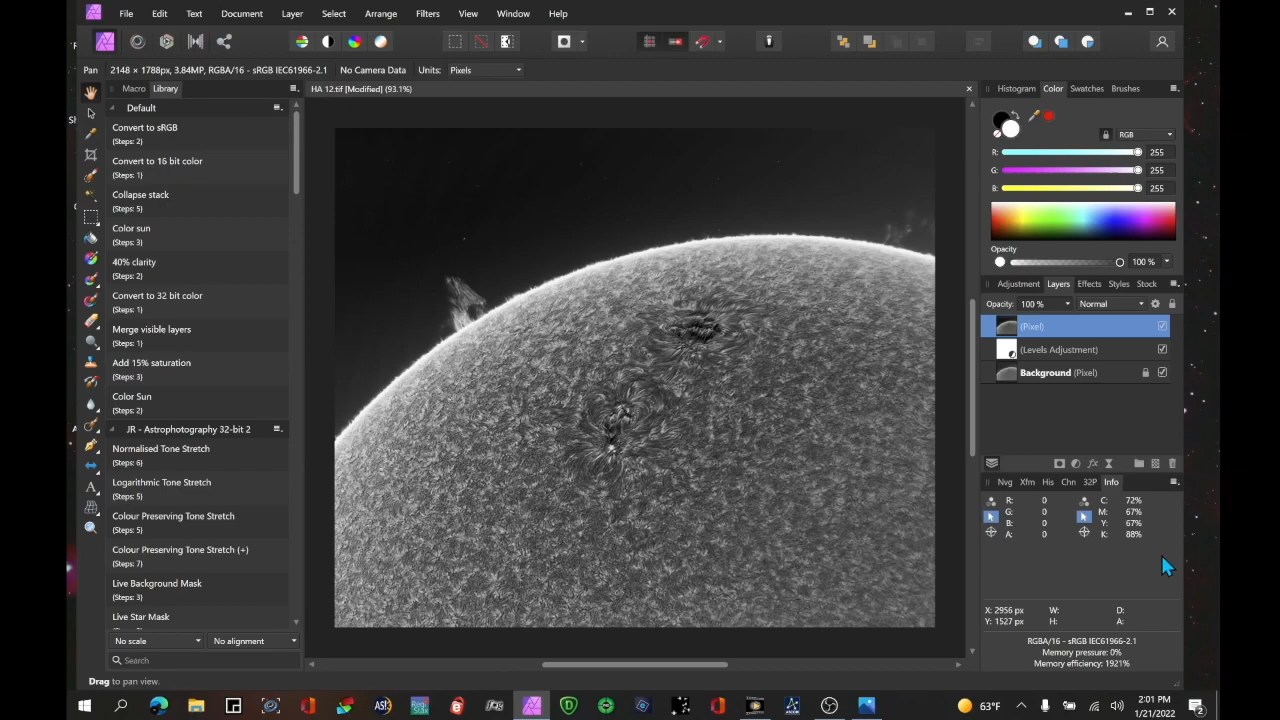 File Edit Text Document Layer Select Arrange Filters View Window Help
Pan 2148 × 1788px, 3.84MP, RGBA/16 - sRGB IEC61966-2.1 No Camera Data Units: Pixels
Macro Library
HA 12.tif [Modified] (93.1%)
Histogram Color Swatches Brushes
Default
Convert to sRGB
(Steps: 2)
Convert to 16 bit color
(Steps: 1)
Collapse stack
(Steps: 5)
Color sun
(Steps: 3)
40% clarity
(Steps: 2)
Convert to 32 bit color
(Steps: 1)
Merge visible layers
(Steps: 1)
Add 15% saturation
(Steps: 3)
Color Sun
(Steps: 2)
JR - Astrophotography 32-bit 2
Normalised Tone Stretch
(Steps: 6)
Logarithmic Tone Stretch
(Steps: 5)
Colour Preserving Tone Stretch
(Steps: 5)
Colour Preserving Tone Stretch (+)
(Steps: 7)
Live Background Mask
(Steps: 3)
Live Star Mask
No scale No alignment
Search
Drag to pan view.
RGB
R: 255
G: 255
B: 255
Opacity
100 %
Adjustment Layers Effects Styles Stock
Opacity: 100 % Normal
(Pixel)
(Levels Adjustment)
Background (Pixel)
Nvg Xfm His Chn 32P Info
R: 0 C: 72%
G: 0 M: 67%
B: 0 Y: 67%
A: 0 K: 88%
X: 2956 px W: D:
Y: 1527 px H: A:
RGBA/16 - sRGB IEC61966-2.1
Memory pressure: 0%
Memory efficiency: 1921%
63°F
2:01 PM
1/21/2022
2